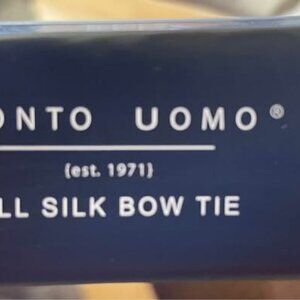 ONTO UOMO®
(est. 1971)
LL SILK BOW TIE